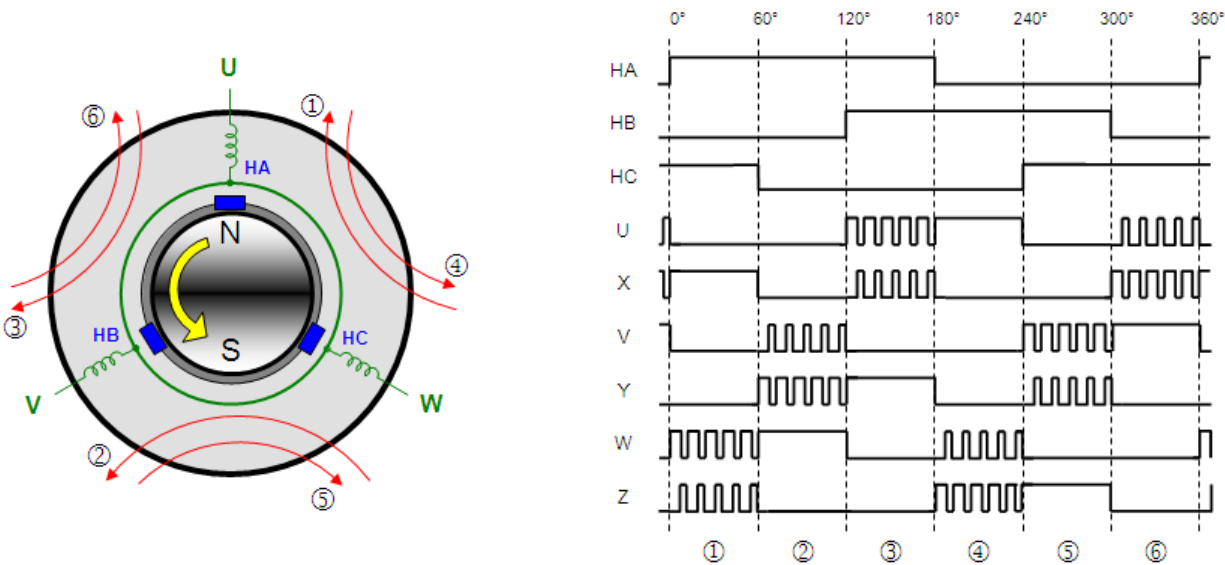 U
①
⑥
HA
N
④
③
HB
S
HC
V
W
②
⑤
0° 60° 120° 180° 240° 300° 360°
HA
HB
HC
U
X
V
Y
W
Z
① ② ③ ④ ⑤ ⑥